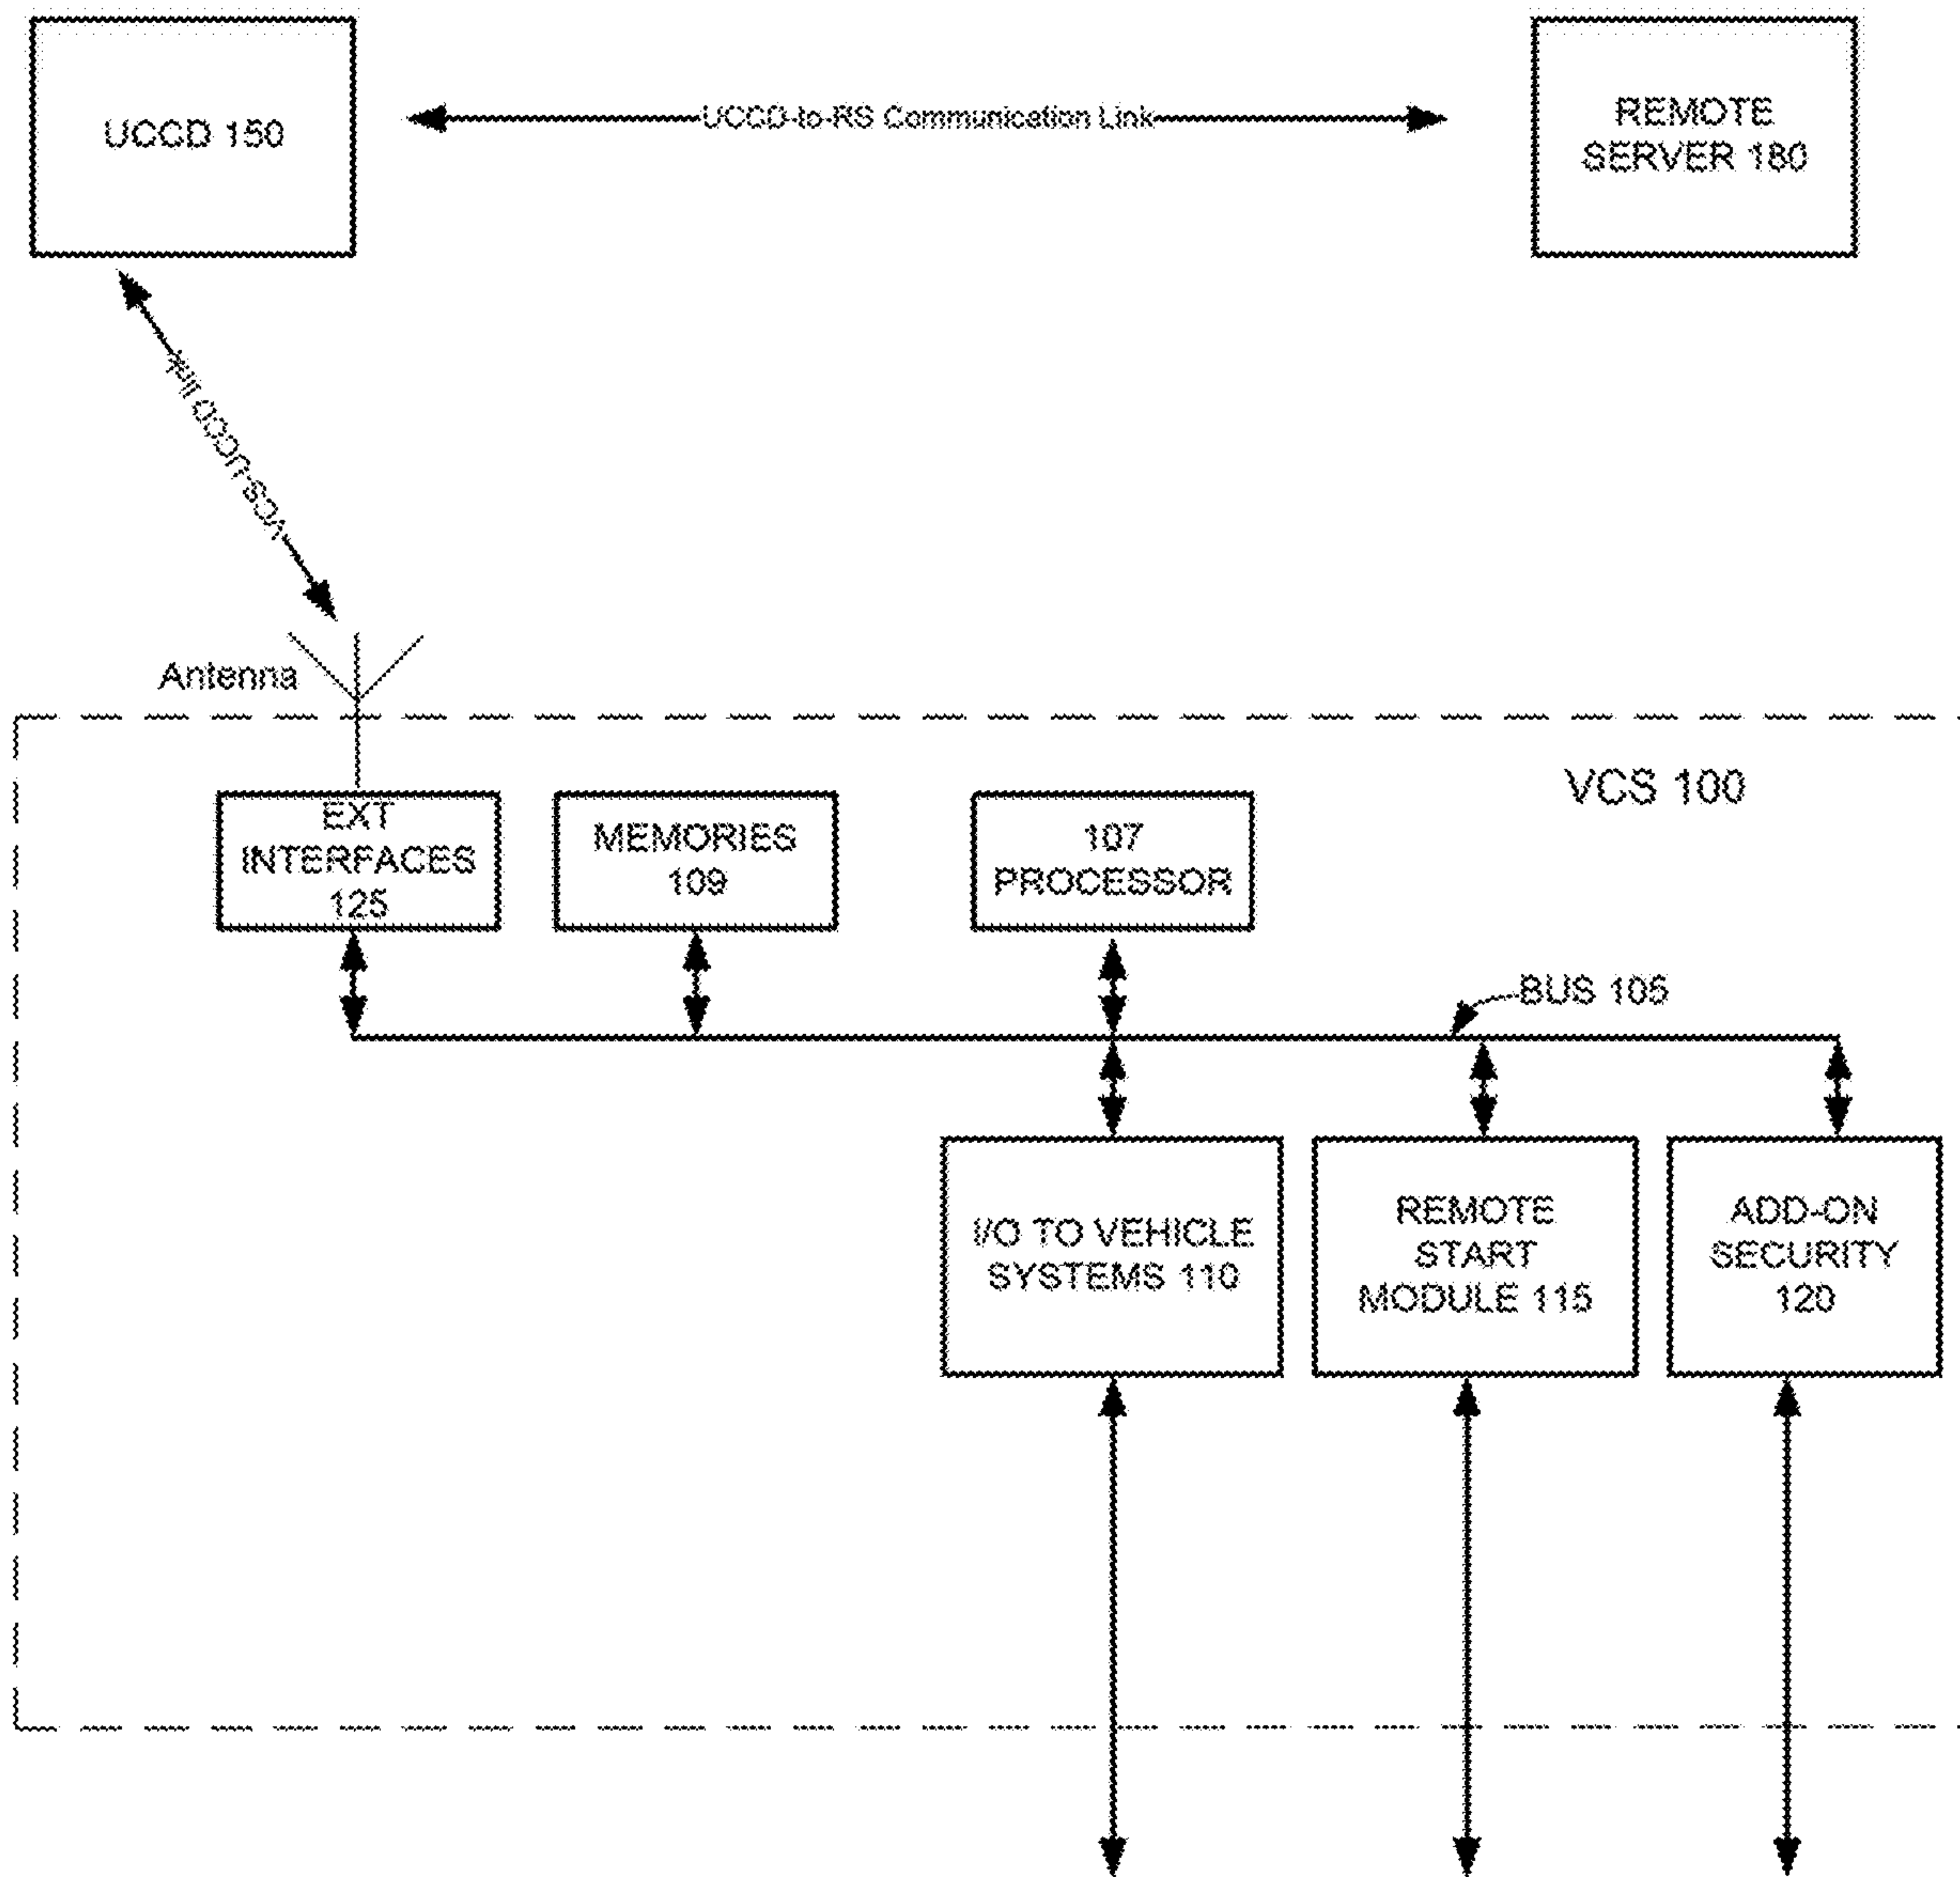 UCCD 150
UCCD-to-RS Communication Link
REMOTE
SERVER 180
VCS-UCCD link
Antenna
VCS 100
EXT
INTERFACES
125
MEMORIES
109
107
PROCESSOR
BUS 105
I/O TO VEHICLE
SYSTEMS 110
REMOTE
START
MODULE 115
ADD-ON
SECURITY
120